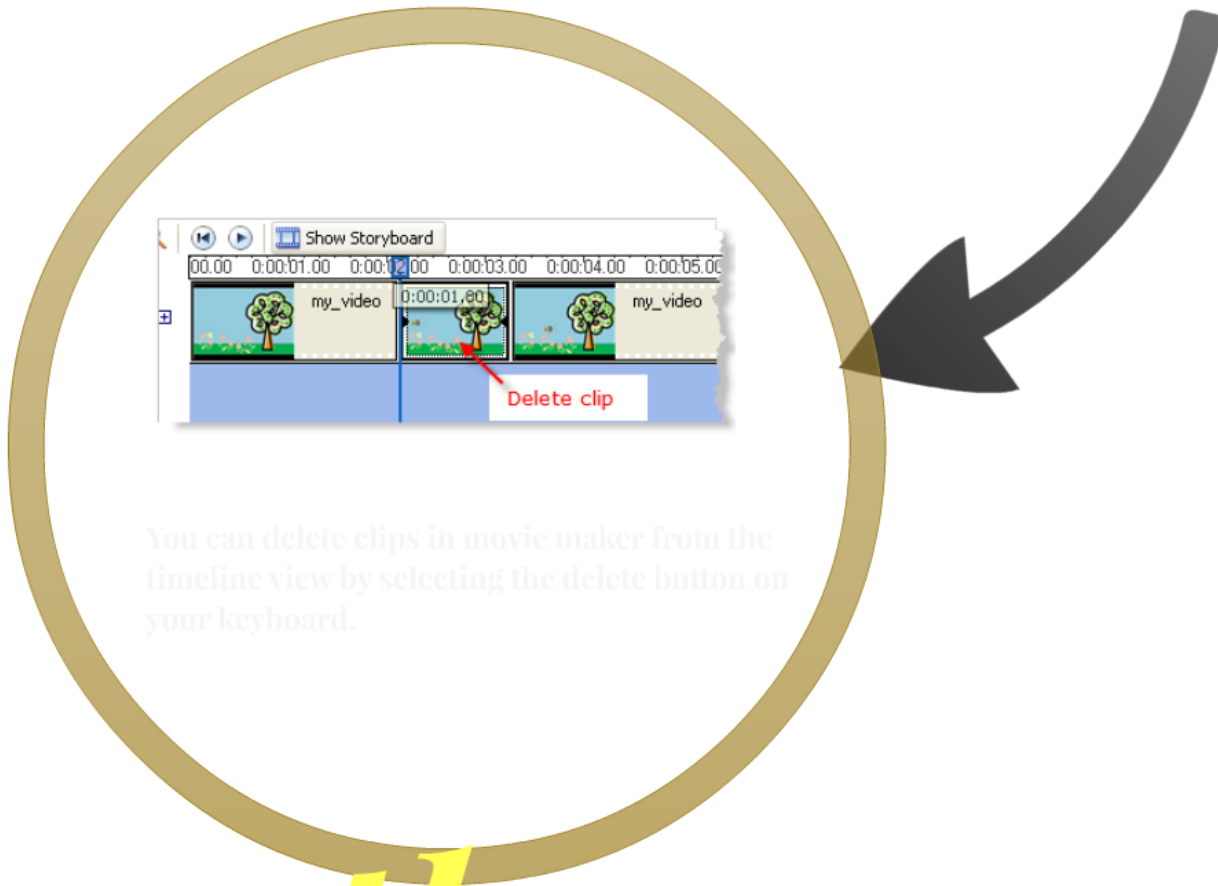 Show Storyboard
00.00 0:00:01.00 0:00:02.00 0:00:03.00 0:00:04.00 0:00:05.00
my_video 0:00:01,80 my_video
Delete clip
You can delete clips in movie maker from the
timeline view by selecting the delete button on
your keyboard.